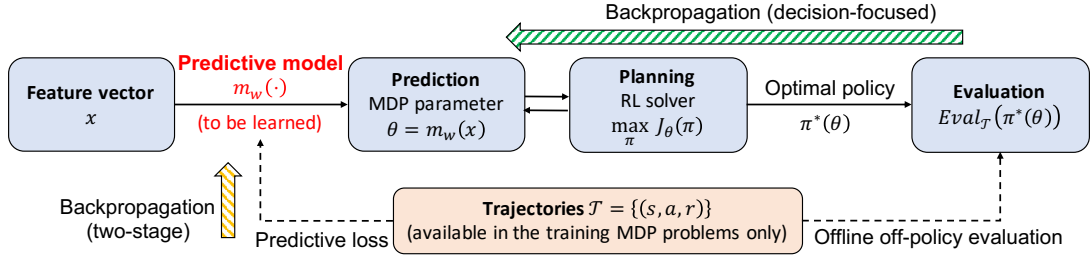 Backpropagation (decision-focused)
Feature vector
x
Predictive model
m_w(·)
(to be learned)
Prediction
MDP parameter
θ = m_w(x)
Planning
RL solver
max_π J_θ(π)
Optimal policy
π*(θ)
Evaluation
Eval_𝒯(π*(θ))
Backpropagation
(two-stage)
Predictive loss
Trajectories 𝒯 = {(s, a, r)}
(available in the training MDP problems only)
Offline off-policy evaluation